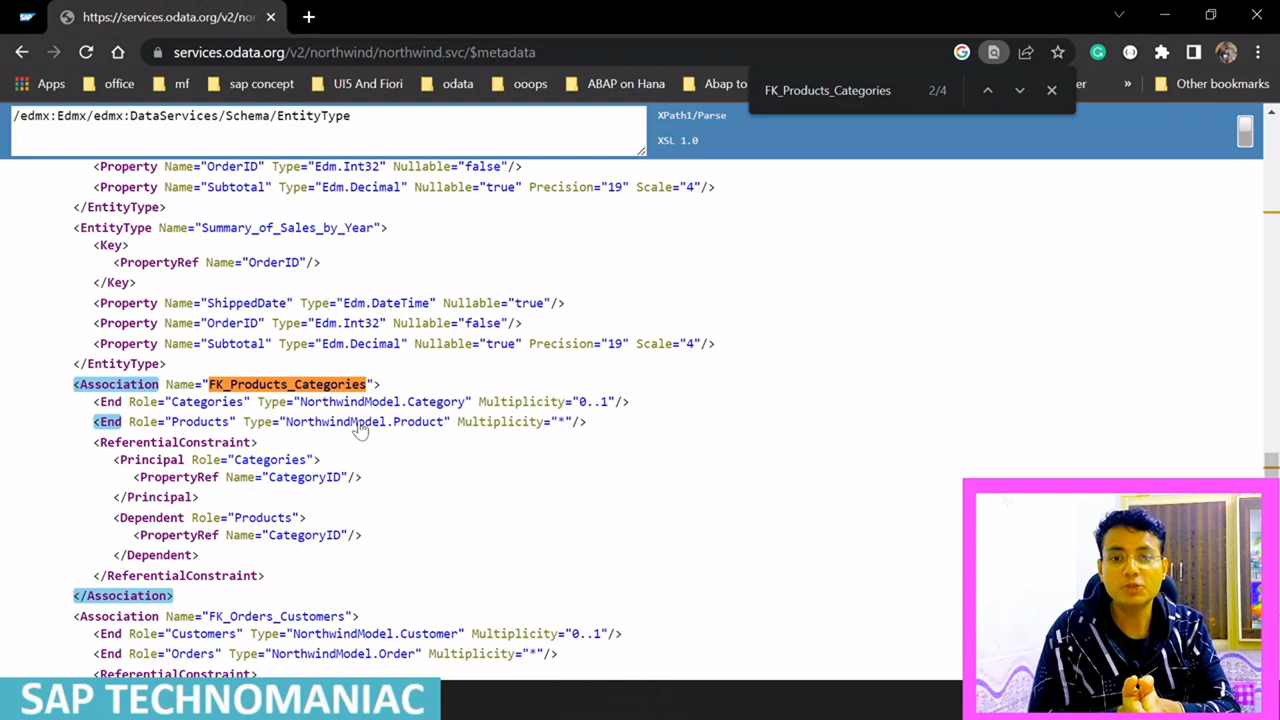 https://services.odata.org/v2/nor
services.odata.org/v2/northwind/northwind.svc/$metadata
Apps office mf sap concept UI5 And Fiori odata ooops ABAP on Hana Abap to er » Other bookmarks
FK_Products_Categories 2/4
/edmx:Edmx/edmx:DataServices/Schema/EntityType
XPath1/Parse
XSL 1.0
<Property Name="OrderID" Type="Edm.Int32" Nullable="false"/>
<Property Name="Subtotal" Type="Edm.Decimal" Nullable="true" Precision="19" Scale="4"/>
</EntityType>
<EntityType Name="Summary_of_Sales_by_Year">
<Key>
<PropertyRef Name="OrderID"/>
</Key>
<Property Name="ShippedDate" Type="Edm.DateTime" Nullable="true"/>
<Property Name="OrderID" Type="Edm.Int32" Nullable="false"/>
<Property Name="Subtotal" Type="Edm.Decimal" Nullable="true" Precision="19" Scale="4"/>
</EntityType>
<Association Name="FK_Products_Categories">
<End Role="Categories" Type="NorthwindModel.Category" Multiplicity="0..1"/>
<End Role="Products" Type="NorthwindModel.Product" Multiplicity="*"/>
<ReferentialConstraint>
<Principal Role="Categories">
<PropertyRef Name="CategoryID"/>
</Principal>
<Dependent Role="Products">
<PropertyRef Name="CategoryID"/>
</Dependent>
</ReferentialConstraint>
</Association>
<Association Name="FK_Orders_Customers">
<End Role="Customers" Type="NorthwindModel.Customer" Multiplicity="0..1"/>
<End Role="Orders" Type="NorthwindModel.Order" Multiplicity="*"/>
<ReferentialConstraint>
SAP TECHNOMANIAC